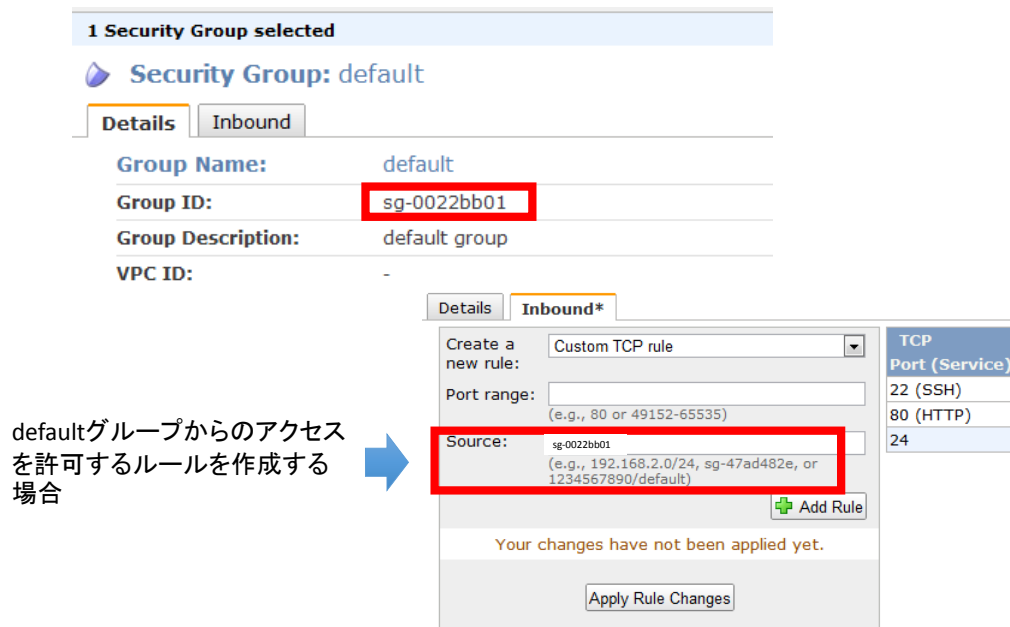 1 Security Group selected
Security Group: default
Details Inbound
Group Name: default
Group ID: sg-0022bb01
Group Description: default group
VPC ID: -
Details Inbound*
Create a new rule: Custom TCP rule
Port range:
(e.g., 80 or 49152-65535)
Source: sg-0022bb01
(e.g., 192.168.2.0/24, sg-47ad482e, or
1234567890/default)
Add Rule
Your changes have not been applied yet.
Apply Rule Changes
TCP
Port (Service)
22 (SSH)
80 (HTTP)
24
defaultグループからのアクセス
を許可するルールを作成する
場合